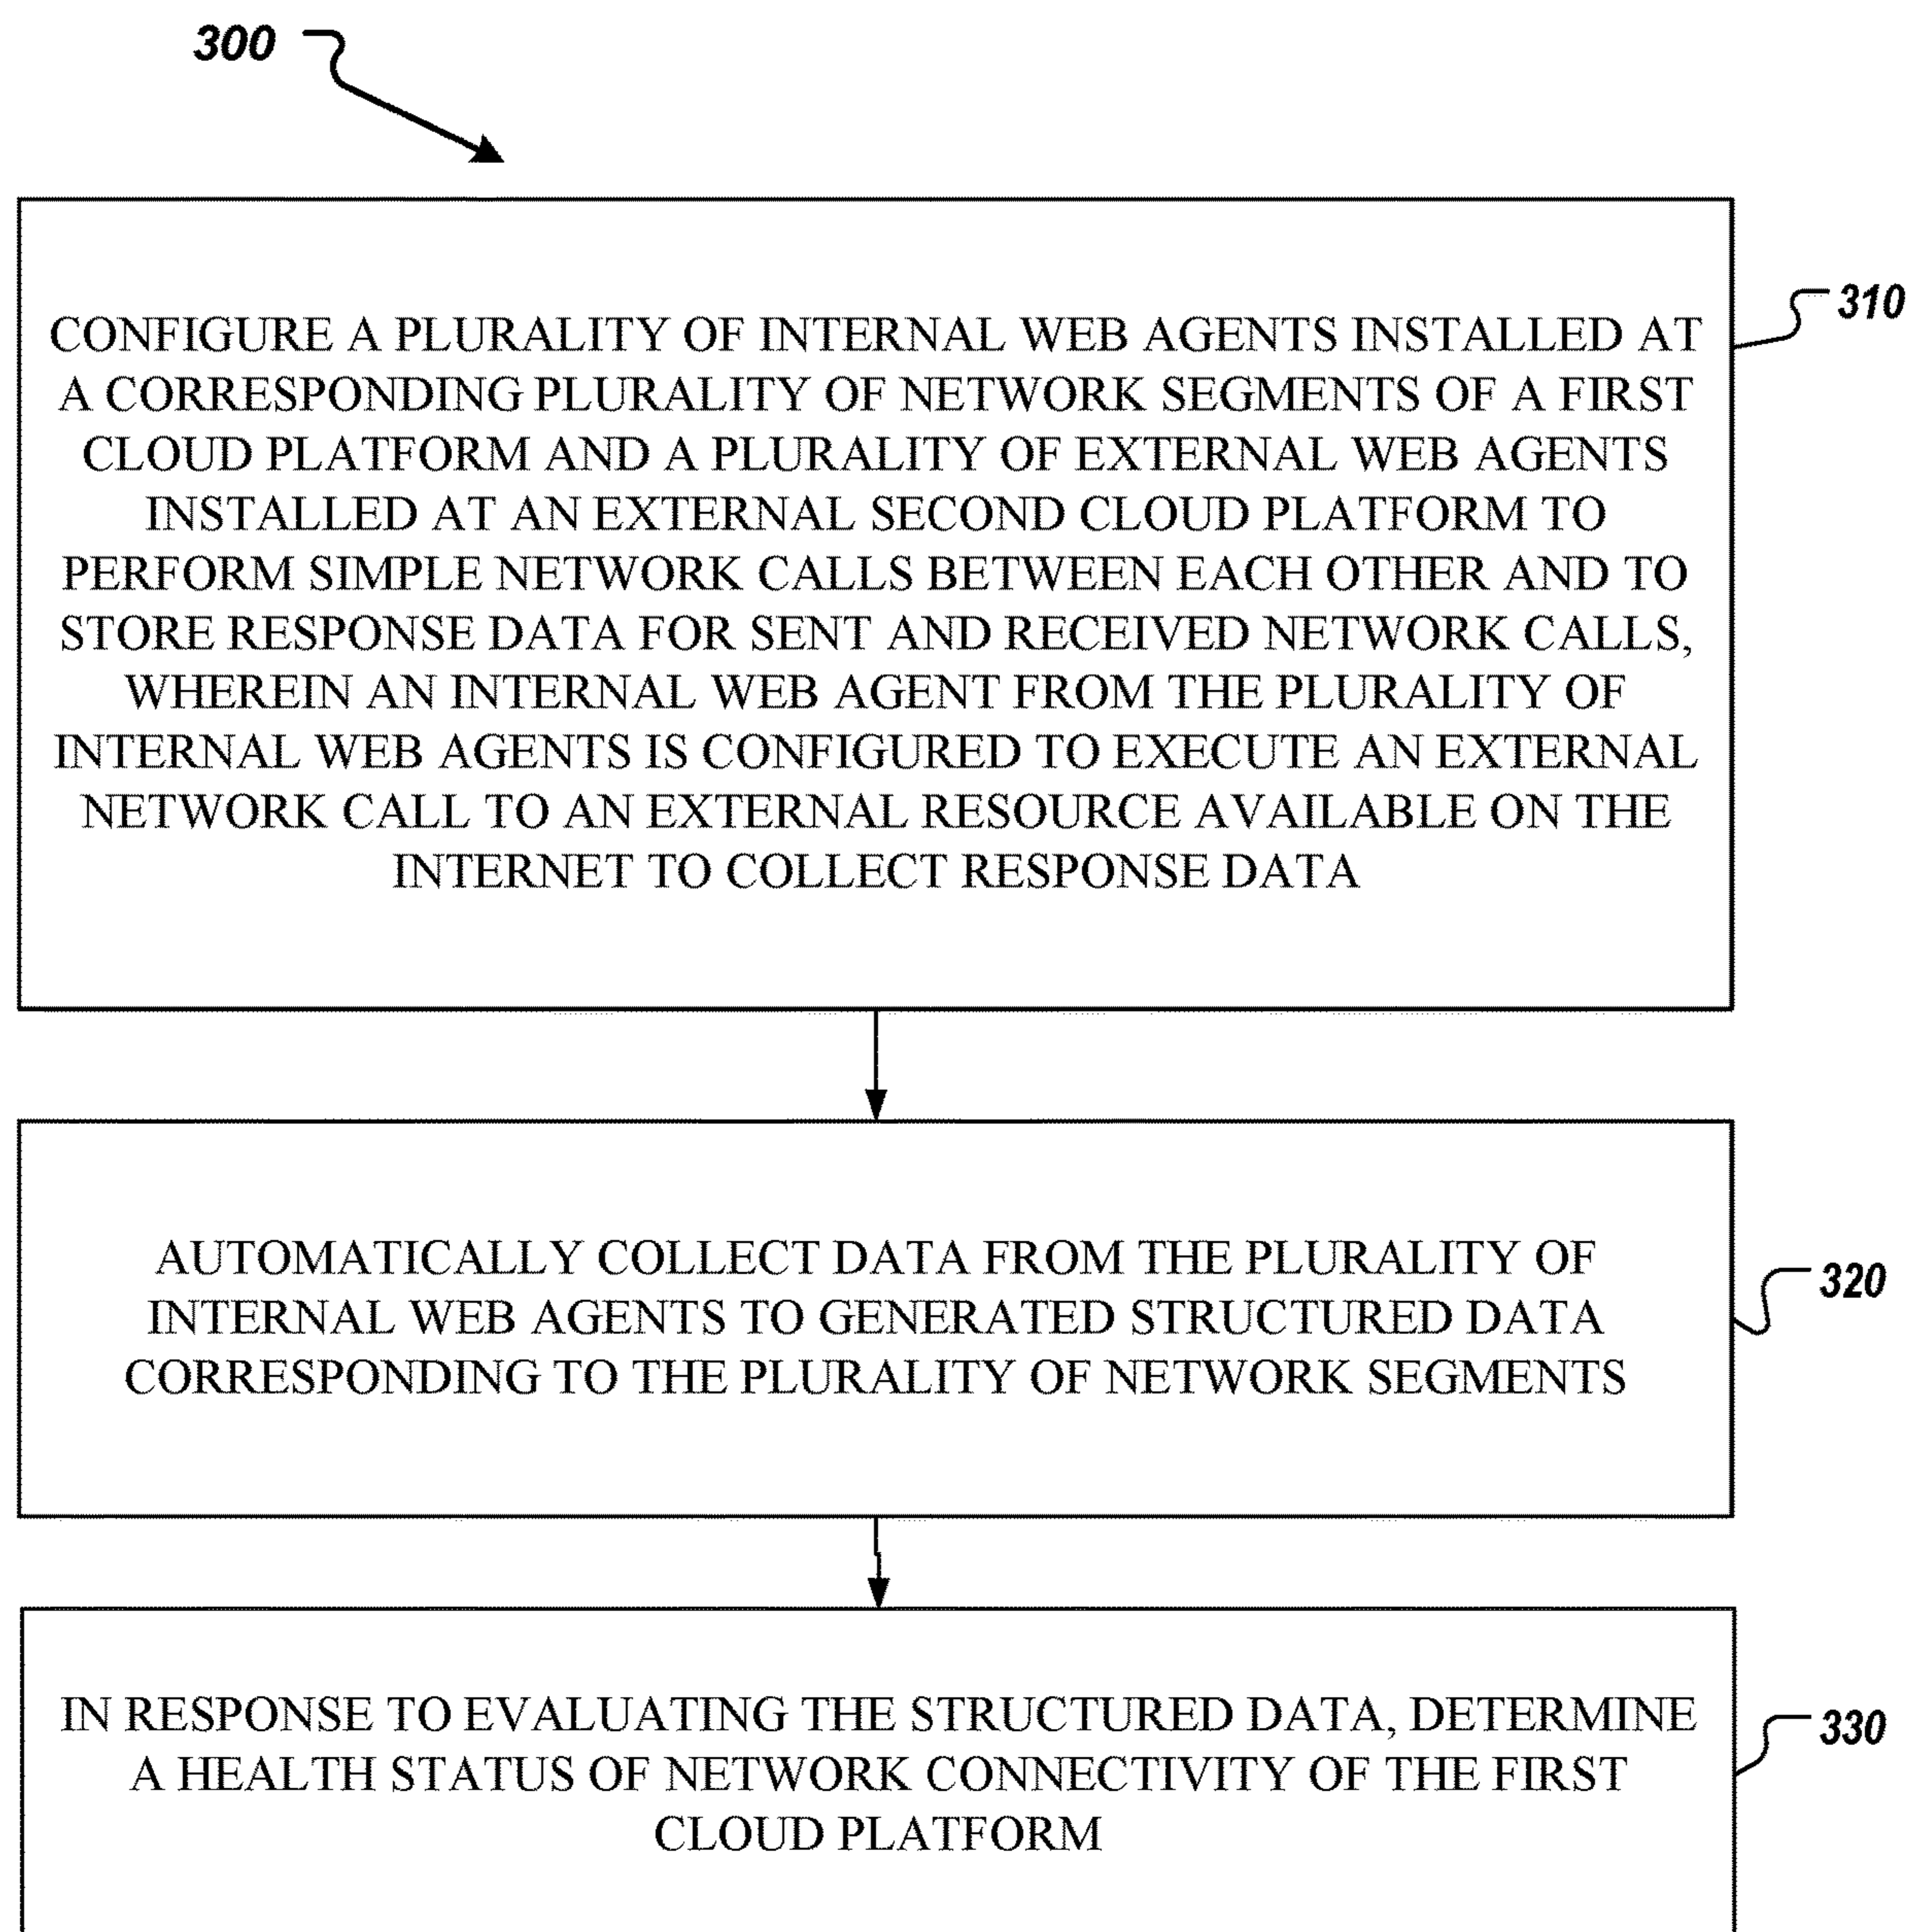 300
CONFIGURE A PLURALITY OF INTERNAL WEB AGENTS INSTALLED AT
A CORRESPONDING PLURALITY OF NETWORK SEGMENTS OF A FIRST
CLOUD PLATFORM AND A PLURALITY OF EXTERNAL WEB AGENTS
INSTALLED AT AN EXTERNAL SECOND CLOUD PLATFORM TO
PERFORM SIMPLE NETWORK CALLS BETWEEN EACH OTHER AND TO
STORE RESPONSE DATA FOR SENT AND RECEIVED NETWORK CALLS,
WHEREIN AN INTERNAL WEB AGENT FROM THE PLURALITY OF
INTERNAL WEB AGENTS IS CONFIGURED TO EXECUTE AN EXTERNAL
NETWORK CALL TO AN EXTERNAL RESOURCE AVAILABLE ON THE
INTERNET TO COLLECT RESPONSE DATA
310
AUTOMATICALLY COLLECT DATA FROM THE PLURALITY OF
INTERNAL WEB AGENTS TO GENERATED STRUCTURED DATA
CORRESPONDING TO THE PLURALITY OF NETWORK SEGMENTS
320
IN RESPONSE TO EVALUATING THE STRUCTURED DATA, DETERMINE
A HEALTH STATUS OF NETWORK CONNECTIVITY OF THE FIRST
CLOUD PLATFORM
330